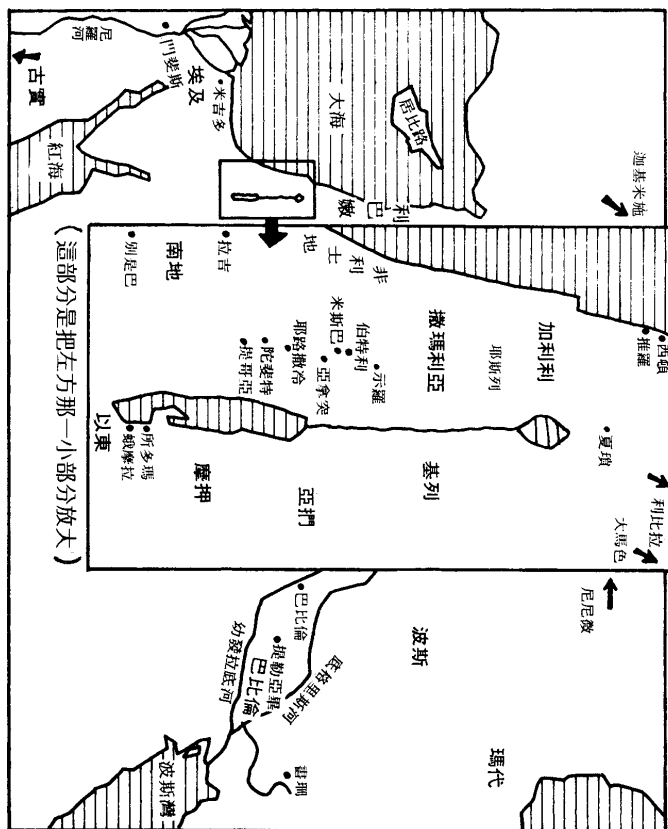 尼羅河
門斐斯
古實
埃及
米吉多
紅海
大海
居比路
迦基米施
利巴嫩
西頓
推羅
非利士地
拉吉
南地
別是巴
加利利
耶斯列
撒瑪利亞
示羅
伯特利
米斯巴
亞拿突
耶路撒冷
陀斐特
提哥亞
夏瑣
利比拉
大馬色
基列
亞捫
摩押
所多瑪
蛾摩拉
以東
(這部分是把左方那一小部分放大)
尼尼微
波斯
瑪代
巴比倫
提勒亞畢
巴比倫
幼發拉底河
底格里斯河
書珊
波斯灣